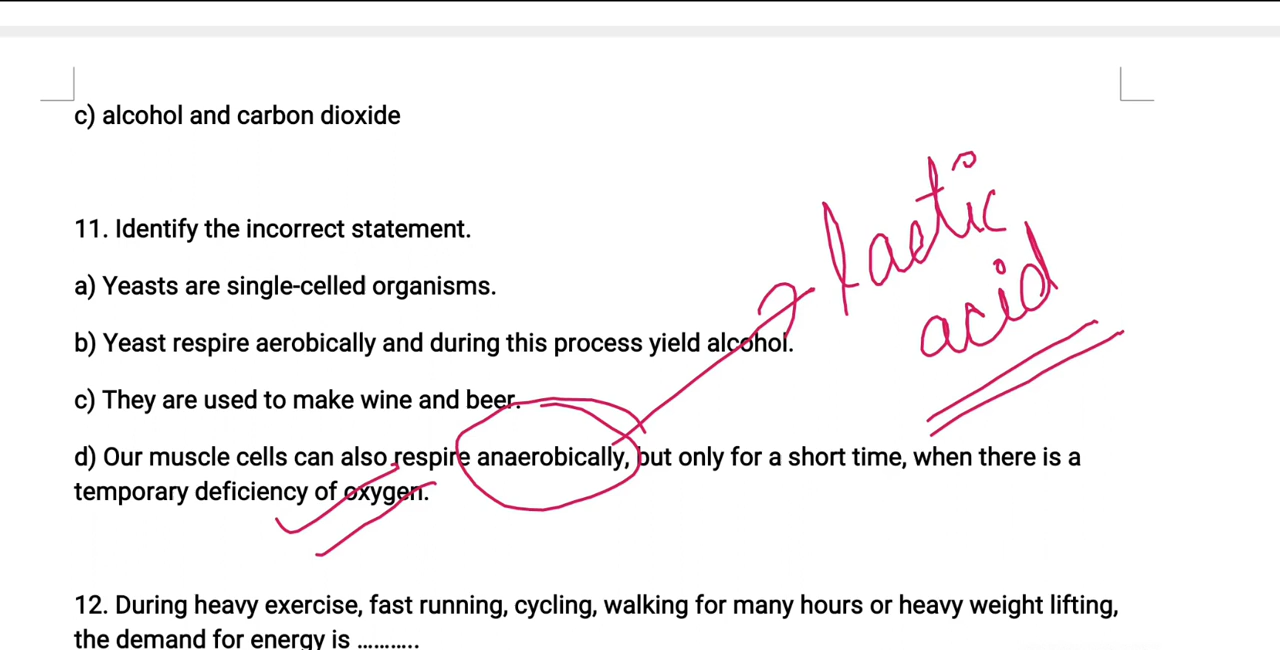 c) alcohol and carbon dioxide
11. Identify the incorrect statement.
a) Yeasts are single-celled organisms.
b) Yeast respire aerobically and during this process yield alcohol.
c) They are used to make wine and beer.
d) Our muscle cells can also respire anaerobically, but only for a short time, when there is a
temporary deficiency of oxygen.
lactic
acid
12. During heavy exercise, fast running, cycling, walking for many hours or heavy weight lifting,
the demand for energy is ...........